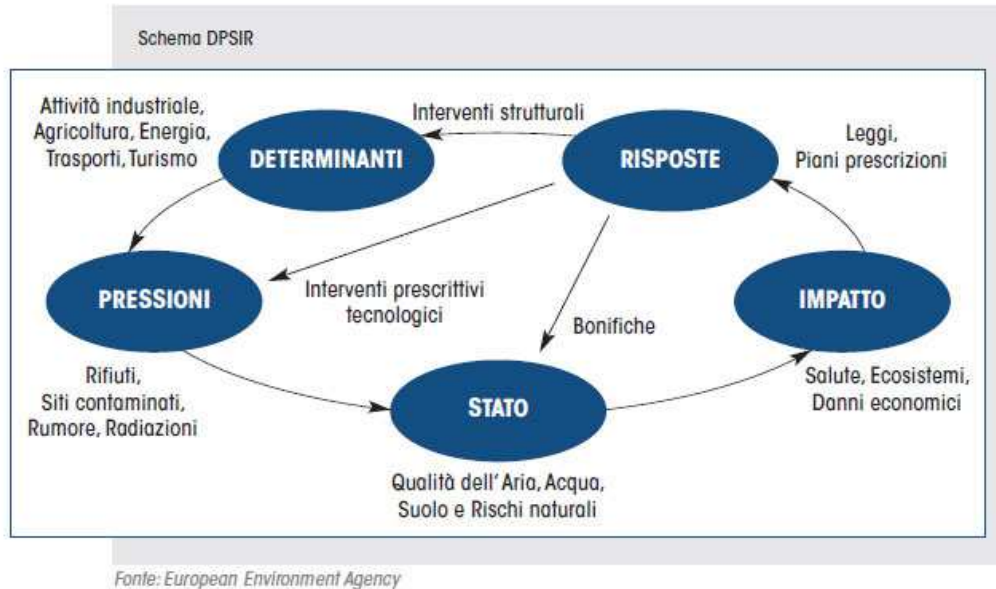 Schema DPSIR
Attività industriale,
Agricoltura, Energia,
Trasporti, Turismo
DETERMINANTI
Interventi strutturali
RISPOSTE
Leggi,
Piani prescrizioni
PRESSIONI
Interventi prescrittivi
tecnologici
Bonifiche
IMPATTO
Rifiuti,
Siti contaminati,
Rumore, Radiazioni
STATO
Salute, Ecosistemi,
Danni economici
Qualità dell'Aria, Acqua,
Suolo e Rischi naturali
Fonte: European Environment Agency